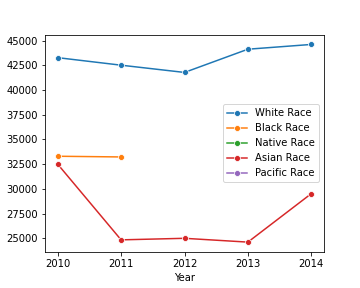 45000
42500
40000
37500
35000
32500
30000
27500
25000
White Race
Black Race
Native Race
Asian Race
Pacific Race
2010 2011 2012 2013 2014
Year